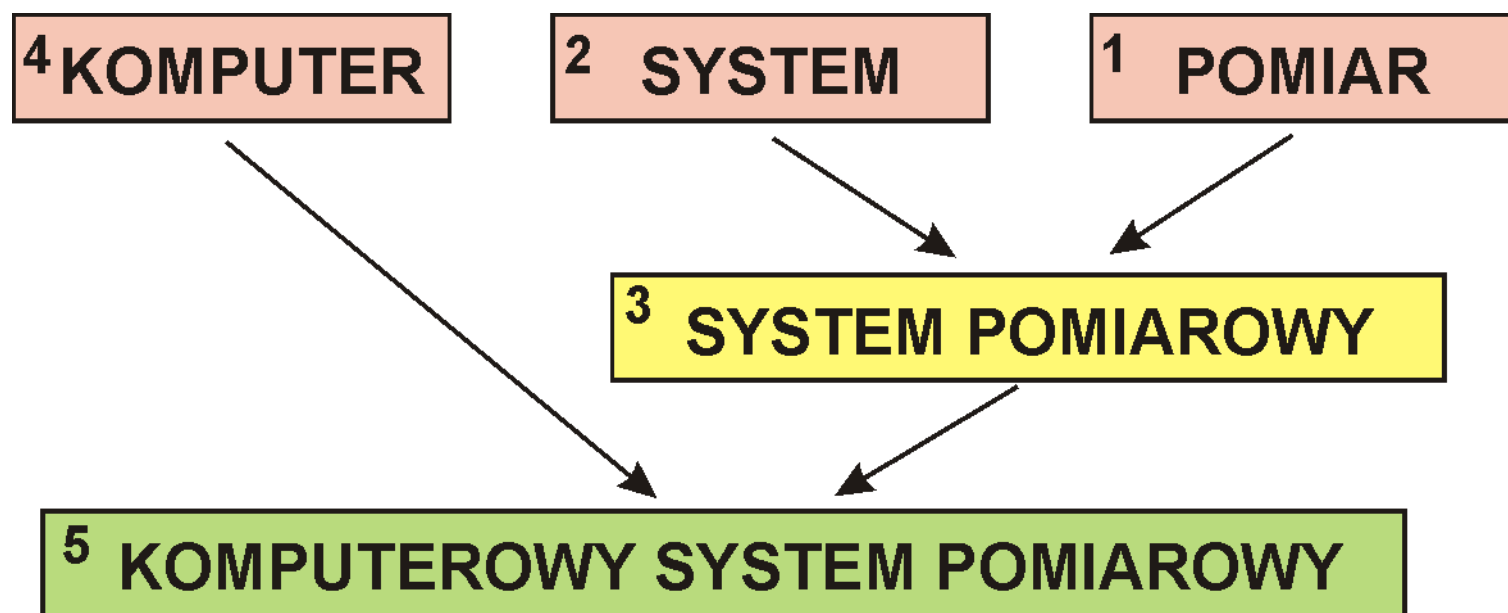 4 KOMPUTER
2 SYSTEM
1 POMIAR
3 SYSTEM POMIAROWY
5 KOMPUTEROWY SYSTEM POMIAROWY